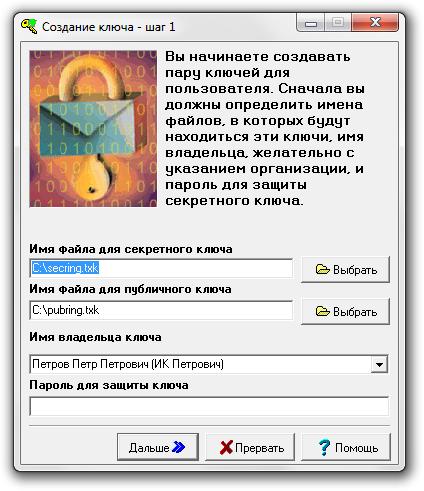 Создание ключа - шаг 1
Вы начинаете создавать
пару ключей для
пользователя. Сначала вы
должны определить имена
файлов, в которых будут
находиться эти ключи, имя
владельца, желательно с
указанием организации, и
пароль для защиты
секретного ключа.
Имя файла для секретного ключа
C:\secring.txk
Выбрать
Имя файла для публичного ключа
C:\pubring.txk
Выбрать
Имя владельца ключа
Петров Петр Петрович (ИК Петрович)
Пароль для защиты ключа
Дальше
Прервать
Помощь